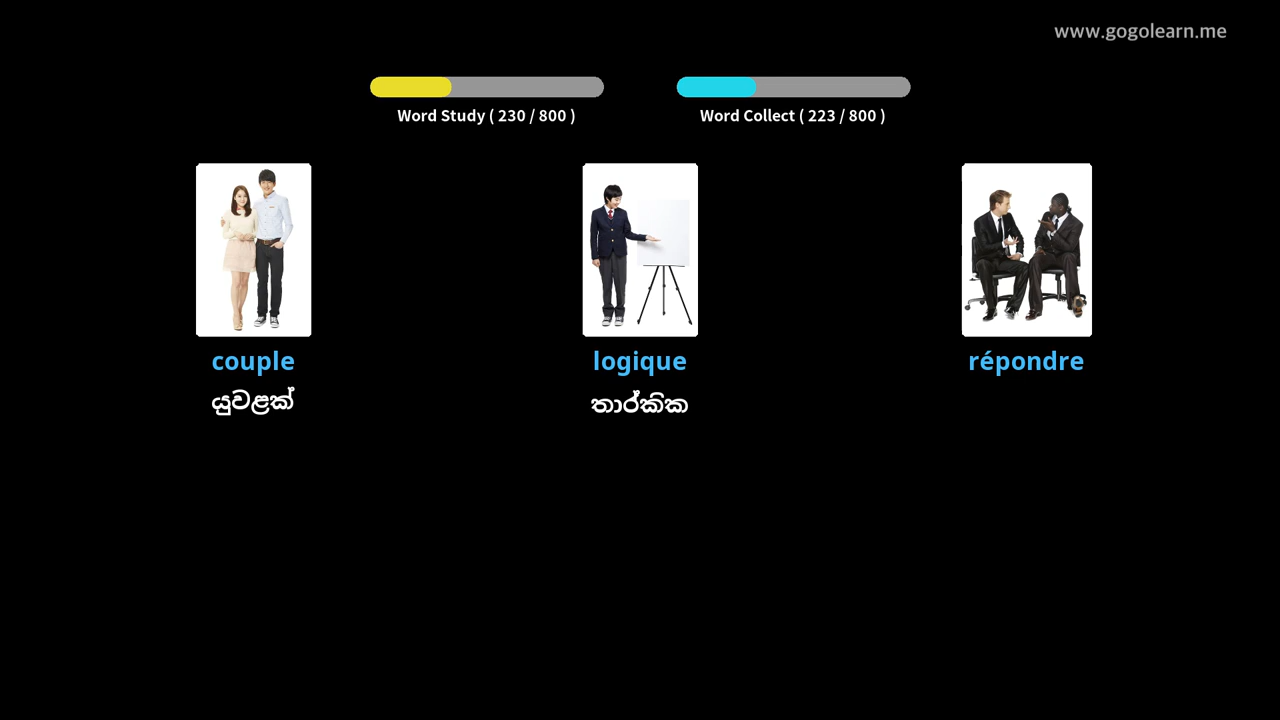 www.gogolearn.me
Word Study ( 230 / 800 )
Word Collect ( 223 / 800 )
couple
logique
répondre
යුවළක්
තාර්කික